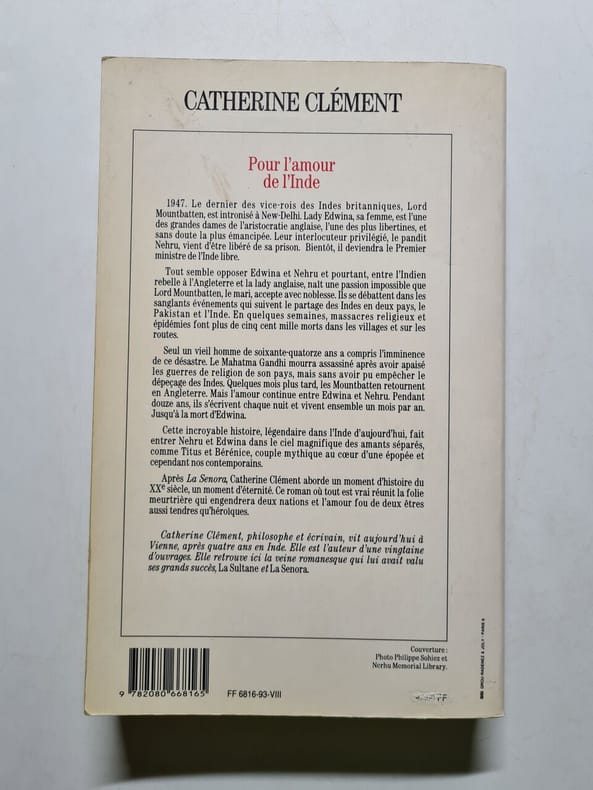 CATHERINE CLÉMENT
Pour l'amour
de l'Inde
1947. Le dernier des vice-rois des Indes britanniques, Lord
Mountbatten, est intronisé à New-Delhi. Lady Edwina, sa femme, est l'une
des grandes dames de l'aristocratie anglaise, l'une des plus libertines, et
sans doute la plus émancipée. Leur interlocuteur privilégié, le pandit
Nehru, vient d'être libéré de sa prison. Bientôt, il deviendra le Premier
ministre de l'Inde libre.
Tout semble opposer Edwina et Nehru et pourtant, entre l'Indien
rebelle à l'Angleterre et la lady anglaise, naît une passion impossible que
Lord Mountbatten, le mari, accepte avec noblesse. Ils se débattent dans les
sanglants événements qui suivent le partage des Indes en deux pays, le
Pakistan et l'Inde. En quelques semaines, massacres religieux et
épidémies font plus de cinq cent mille morts dans les villages et sur les
routes.
Seul un vieil homme de soixante-quatorze ans a compris l'imminence
de ce désastre. Le Mahatma Gandhi mourra assassiné après avoir apaisé
les guerres de religion de son pays, mais sans avoir pu empêcher le
dépeçage des Indes. Quelques mois plus tard, les Mountbatten retournent
en Angleterre. Mais l'amour continue entre Edwina et Nehru. Pendant
douze ans, ils s'écrivent chaque nuit et vivent ensemble un mois par an.
Jusqu'à la mort d'Edwina.
Cette incroyable histoire, légendaire dans l'Inde d'aujourd'hui, fait
entrer Nehru et Edwina dans le ciel magnifique des amants séparés,
comme Titus et Bérénice, couple mythique au cœur d'une épopée et
cependant nos contemporains.
Après La Senora, Catherine Clément aborde un moment d'histoire du
XXe siècle, un moment d'éternité. Ce roman où tout est vrai réunit la folie
meurtrière qui engendrera deux nations et l'amour fou de deux êtres
aussi tendres qu'héroïques.
Catherine Clément, philosophe et écrivain, vit aujourd'hui à
Vienne, après quatre ans en Inde. Elle est l'auteur d'une vingtaine
d'ouvrages. Elle retrouve ici la veine romanesque qui lui avait valu
ses grands succès, La Sultane et La Senora.
Couverture :
Photo Philippe Sohiez et
Nerhu Memorial Library.
9 782080 668165
FF 6816-93-VIII